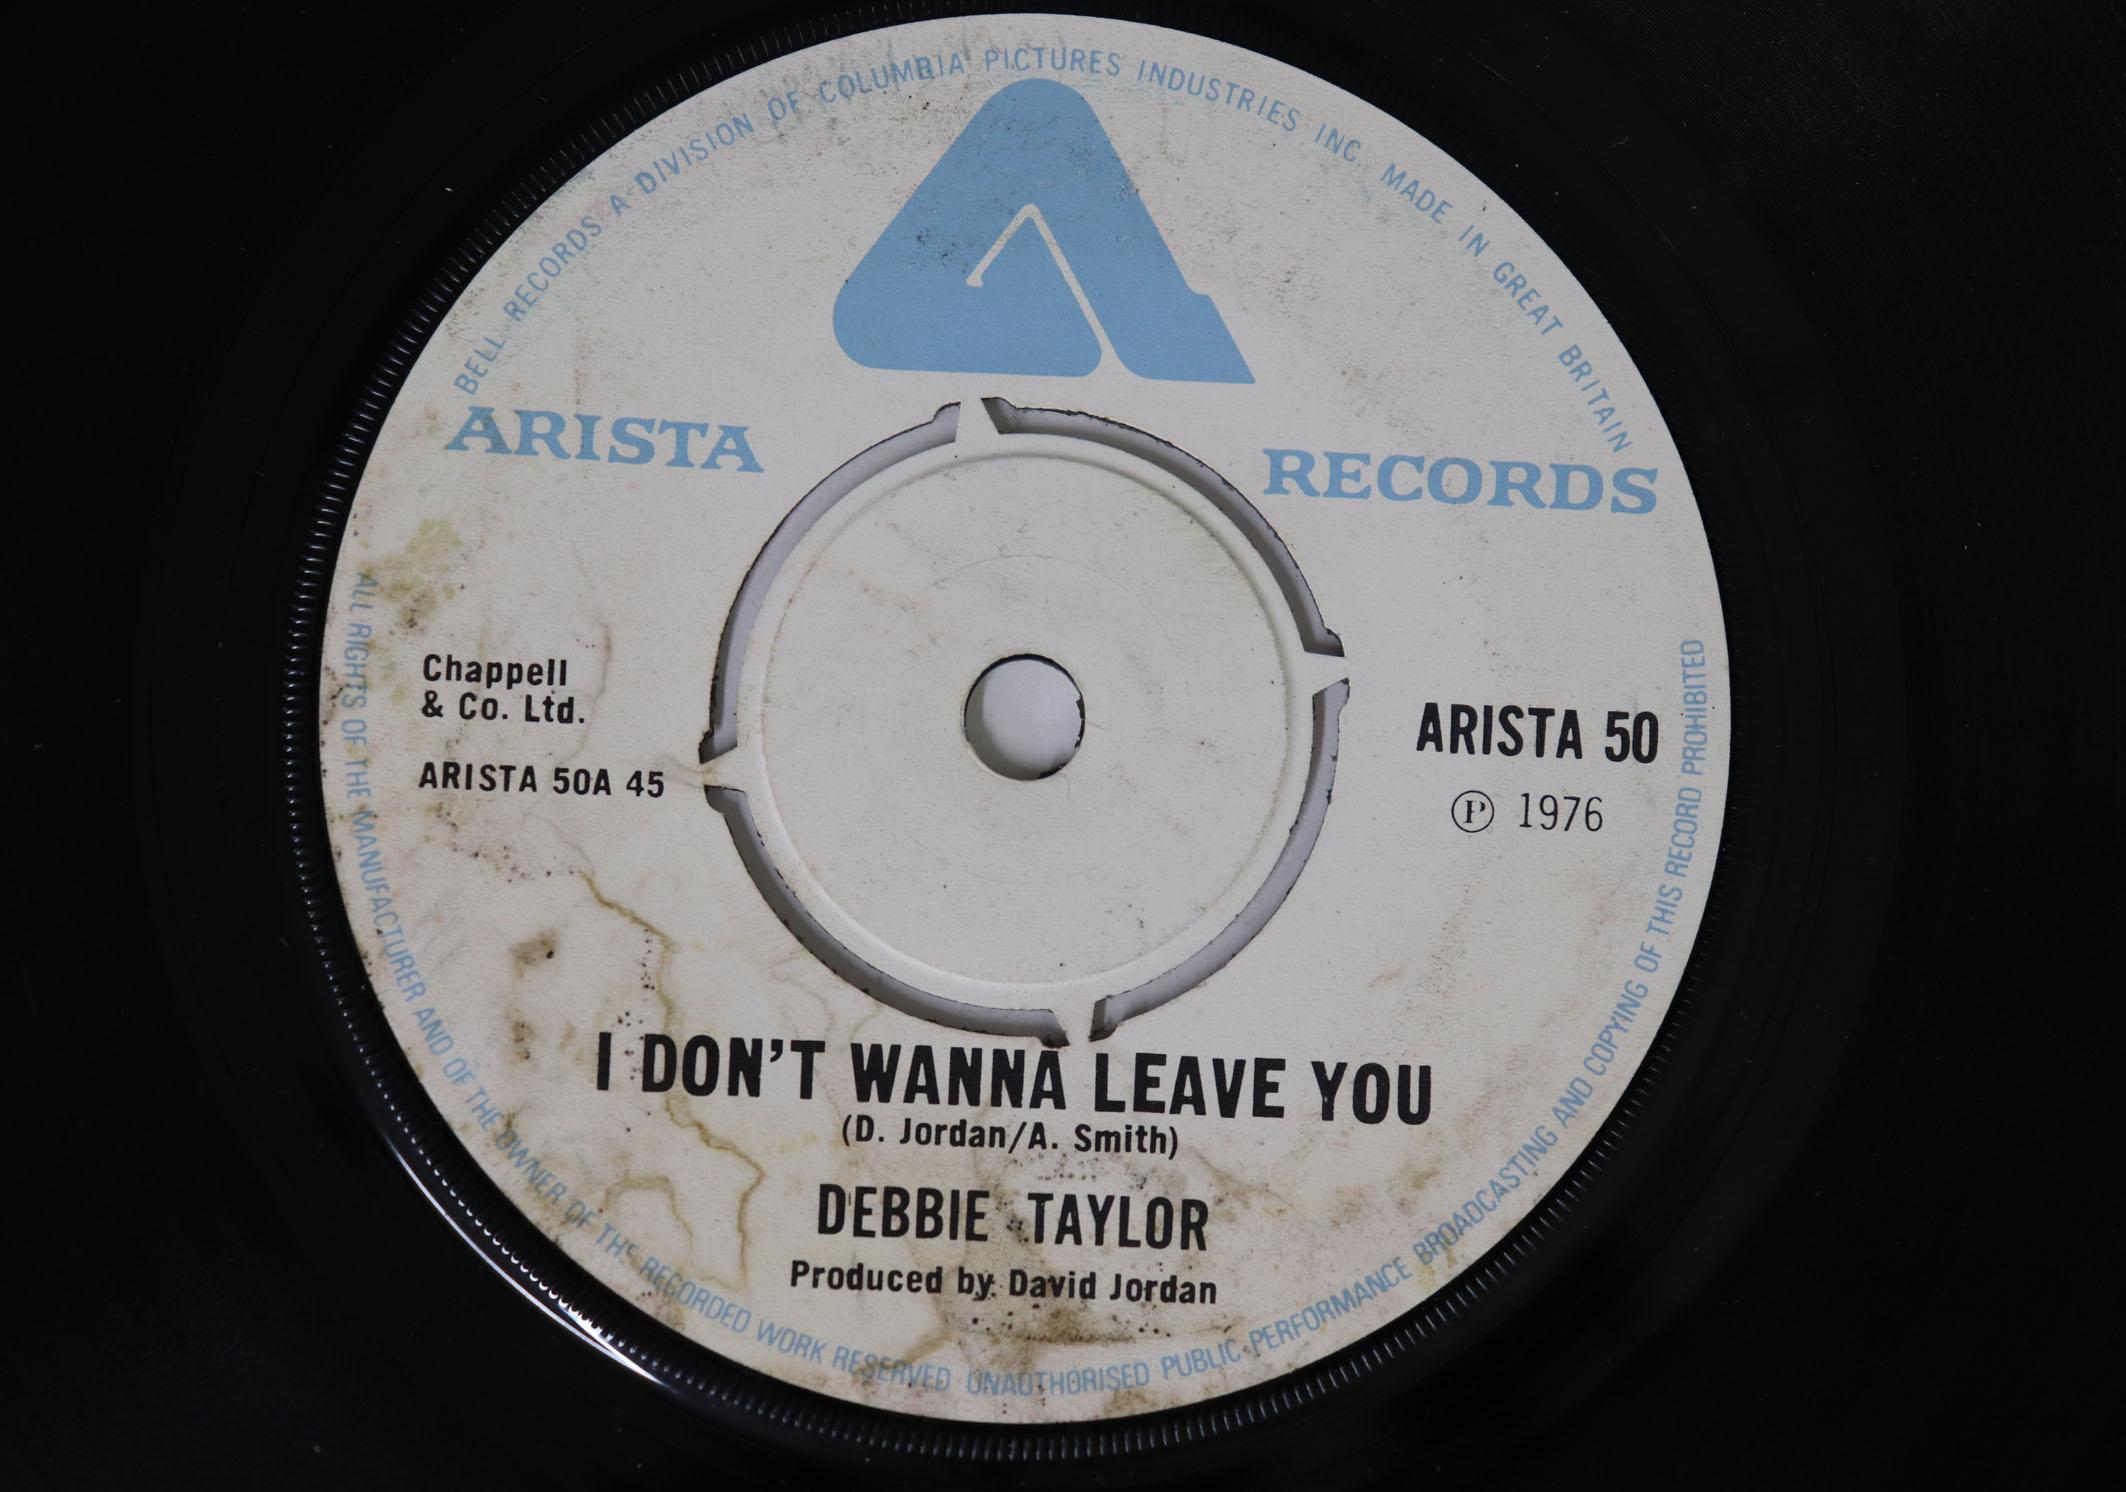 BELL RECORDS A DIVISION OF COLUMBIA PICTURES INDUSTRIES INC. MADE IN GREAT BRITAIN
ARISTA RECORDS
Chappell
& Co. Ltd.
ARISTA 50A 45
ARISTA 50
Ⓟ 1976
I DON'T WANNA LEAVE YOU
(D. Jordan/A. Smith)
DEBBIE TAYLOR
Produced by David Jordan
ALL RIGHTS OF THE MANUFACTURER AND OF THE OWNER OF THE RECORDED WORK RESERVED UNAUTHORISED PUBLIC PERFORMANCE BROADCASTING AND COPYING OF THIS RECORD PROHIBITED